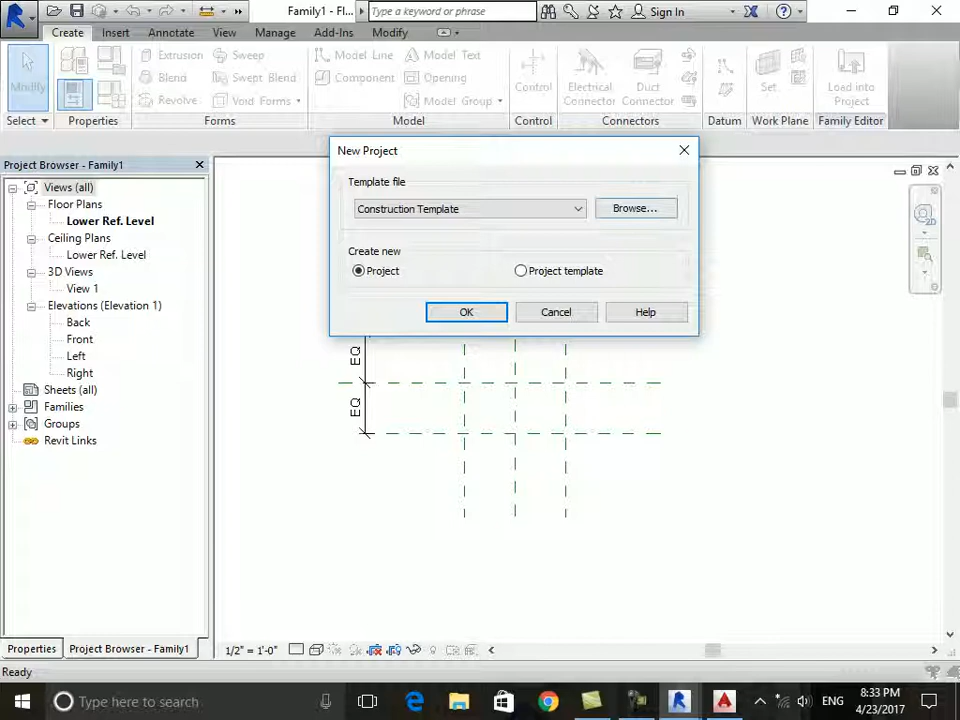 Family1 - Fl...
Type a keyword or phrase
Sign In
Create
Insert
Annotate
View
Manage
Add-Ins
Modify
Modify
Extrusion
Sweep
Blend
Swept Blend
Revolve
Void Forms
Model Line
Model Text
Component
Opening
Model Group
Control
Electrical
Connector
Duct
Connector
Set
Load into
Project
Select
Properties
Forms
Model
Control
Connectors
Datum
Work Plane
Family Editor
Project Browser - Family1
Views (all)
Floor Plans
Lower Ref. Level
Ceiling Plans
Lower Ref. Level
3D Views
View 1
Elevations (Elevation 1)
Back
Front
Left
Right
Sheets (all)
Families
Groups
Revit Links
New Project
Template file
Construction Template
Browse...
Create new
Project
Project template
OK
Cancel
Help
EQ
EQ
Properties
Project Browser - Family1
1/2" = 1'-0"
Ready
Type here to search
ENG
8:33 PM
4/23/2017